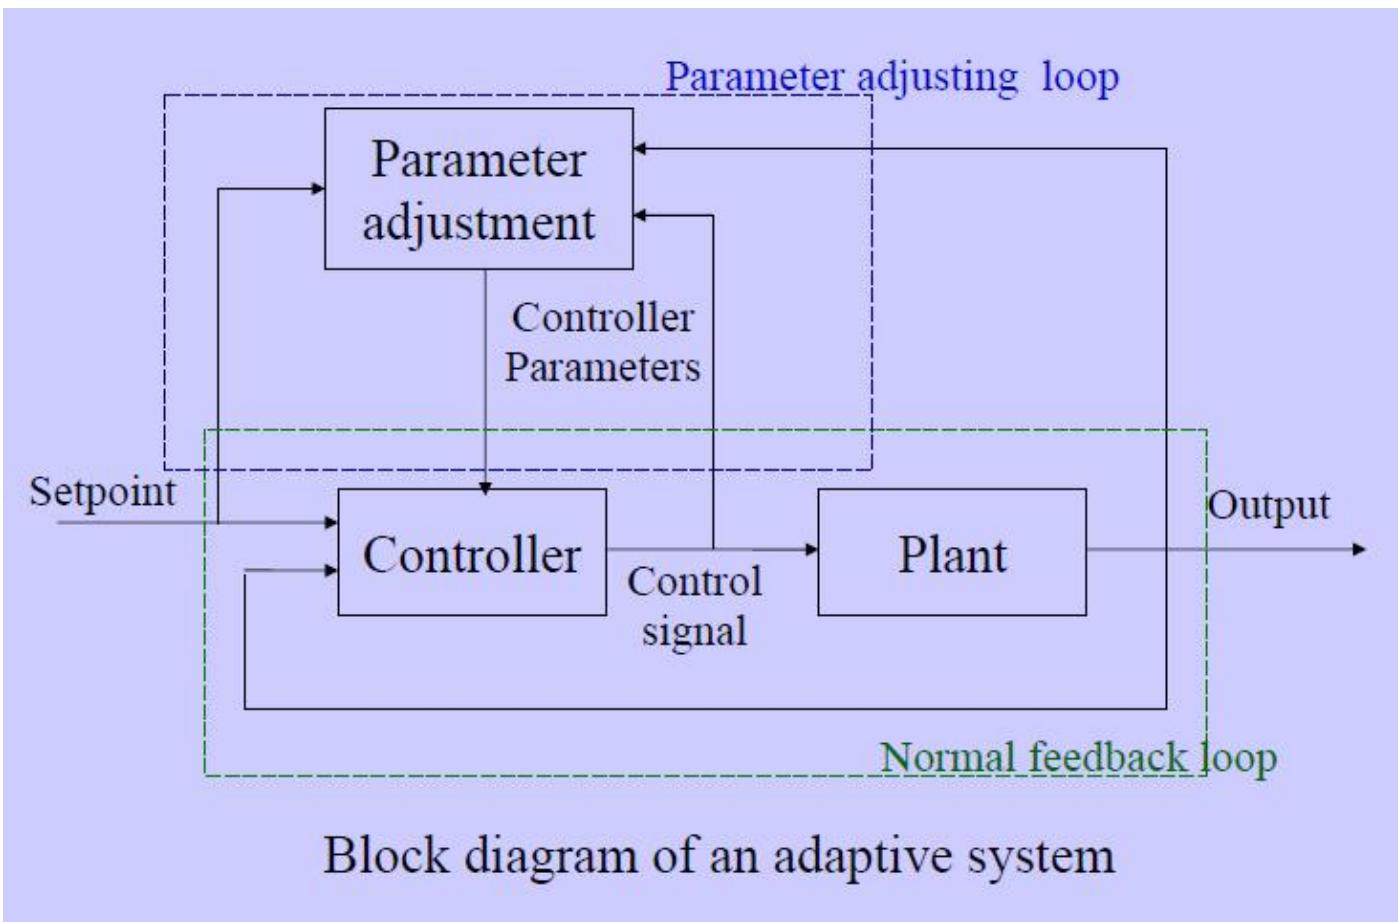 Parameter adjusting loop
Parameter
adjustment
Controller
Parameters
Setpoint
Output
Controller
Plant
Control
signal
Normal feedback loop
Block diagram of an adaptive system